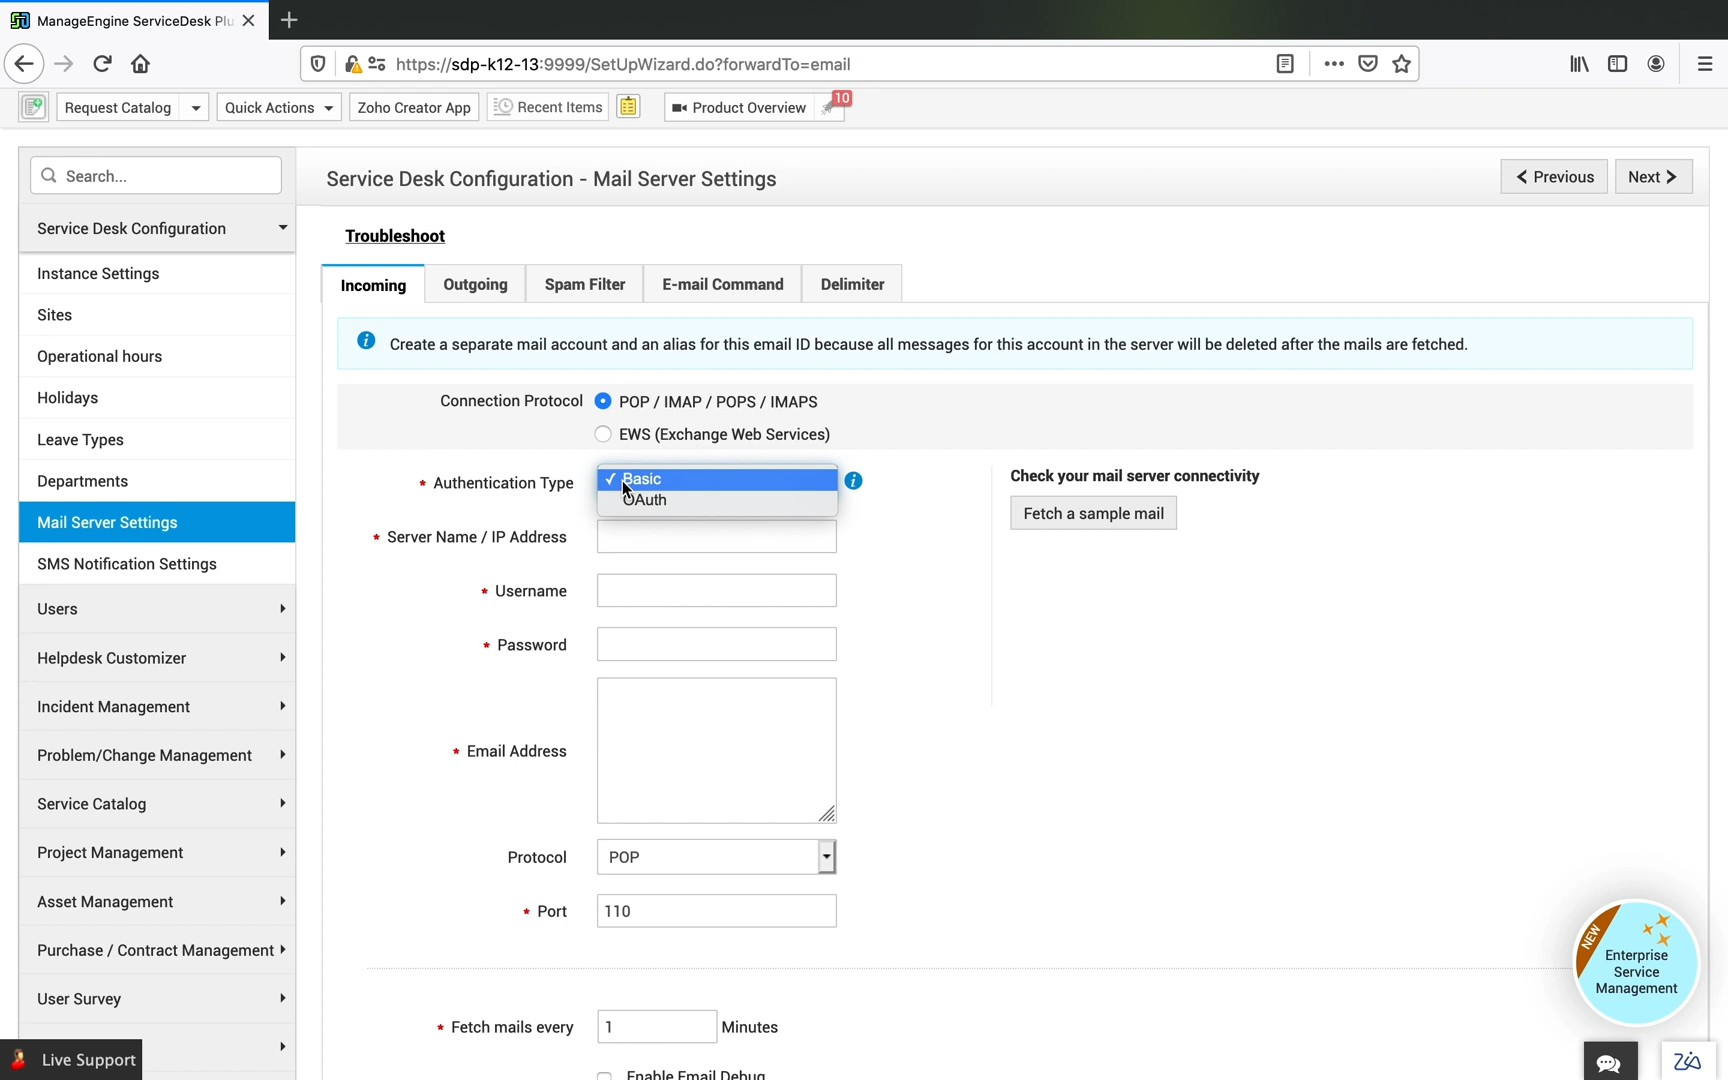 ManageEngine ServiceDesk Plu
https://sdp-k12-13:9999/SetUpWizard.do?forwardTo=email
Request Catalog
Quick Actions
Zoho Creator App
Recent Items
Product Overview
10
Search...
Service Desk Configuration - Mail Server Settings
Previous
Next
Service Desk Configuration
Instance Settings
Sites
Operational hours
Holidays
Leave Types
Departments
Mail Server Settings
SMS Notification Settings
Users
Helpdesk Customizer
Incident Management
Problem/Change Management
Service Catalog
Project Management
Asset Management
Purchase / Contract Management
User Survey
Live Support
Troubleshoot
Incoming
Outgoing
Spam Filter
E-mail Command
Delimiter
Create a separate mail account and an alias for this email ID because all messages for this account in the server will be deleted after the mails are fetched.
Connection Protocol
POP / IMAP / POPS / IMAPS
EWS (Exchange Web Services)
* Authentication Type
Basic
OAuth
* Server Name / IP Address
* Username
* Password
* Email Address
Protocol
POP
* Port
110
* Fetch mails every
1
Minutes
Enable Email Debug
Check your mail server connectivity
Fetch a sample mail
NEW
Enterprise
Service
Management
Zia